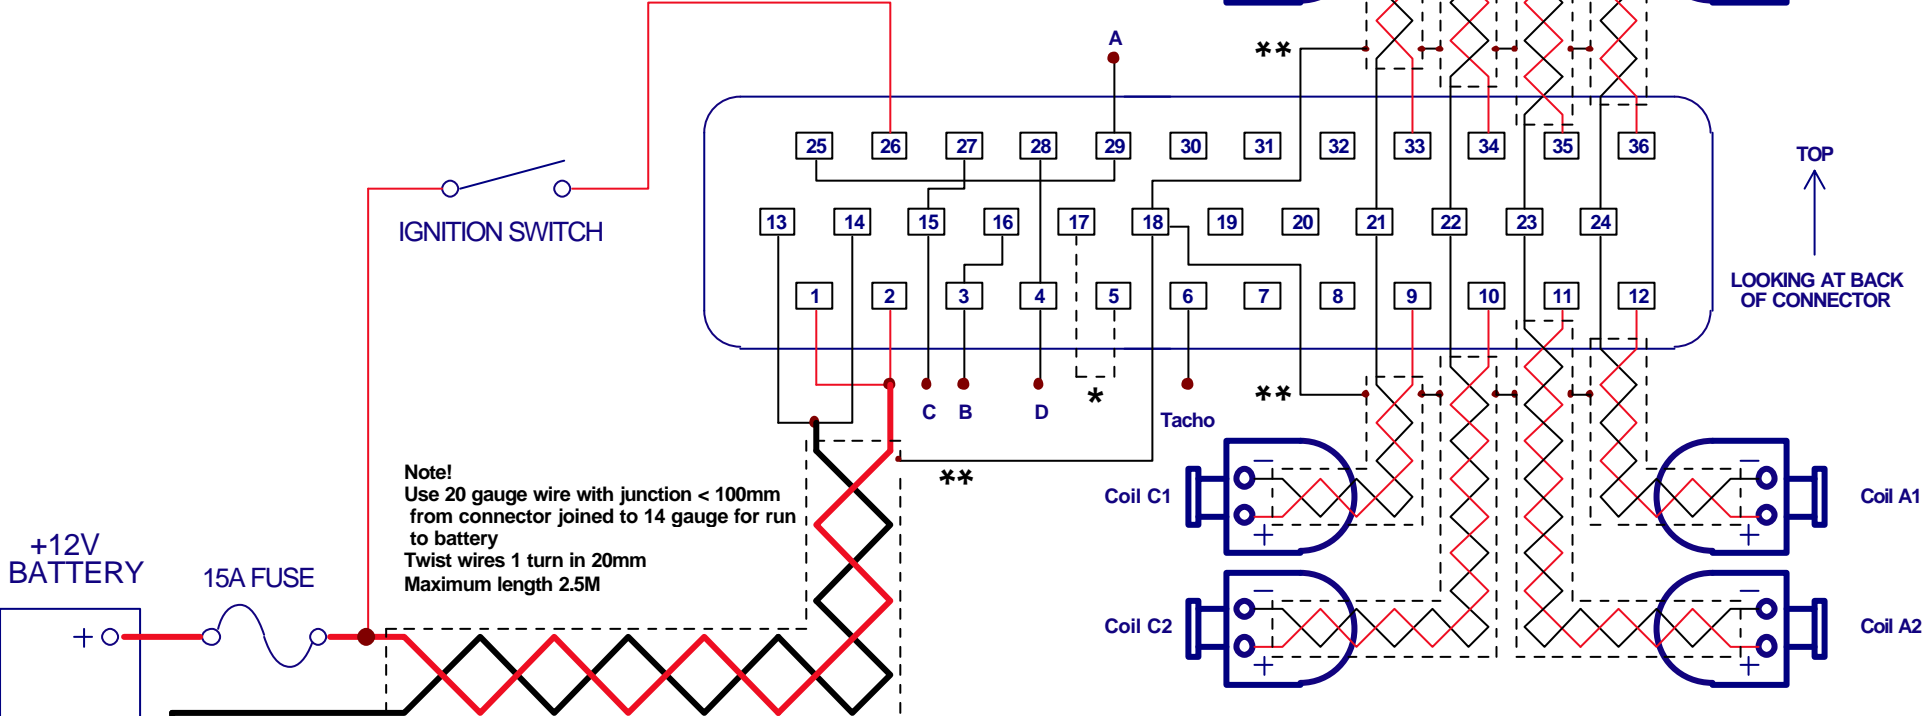 A
**
25 26 27 28 29 30 31 32 33 34 35 36
TOP
13 14 15 16 17 18 19 20 21 22 23 24
IGNITION SWITCH
LOOKING AT BACK
OF CONNECTOR
1 2 3 4 5 6 7 8 9 10 11 12
C B D * Tacho
**
**
Note!
Use 20 gauge wire with junction < 100mm
from connector joined to 14 gauge for run
to battery
Twist wires 1 turn in 20mm
Maximum length 2.5M
Coil C1
−
+
−
+
Coil A1
+12V
BATTERY
15A FUSE
+
Coil C2
−
+
−
+
Coil A2